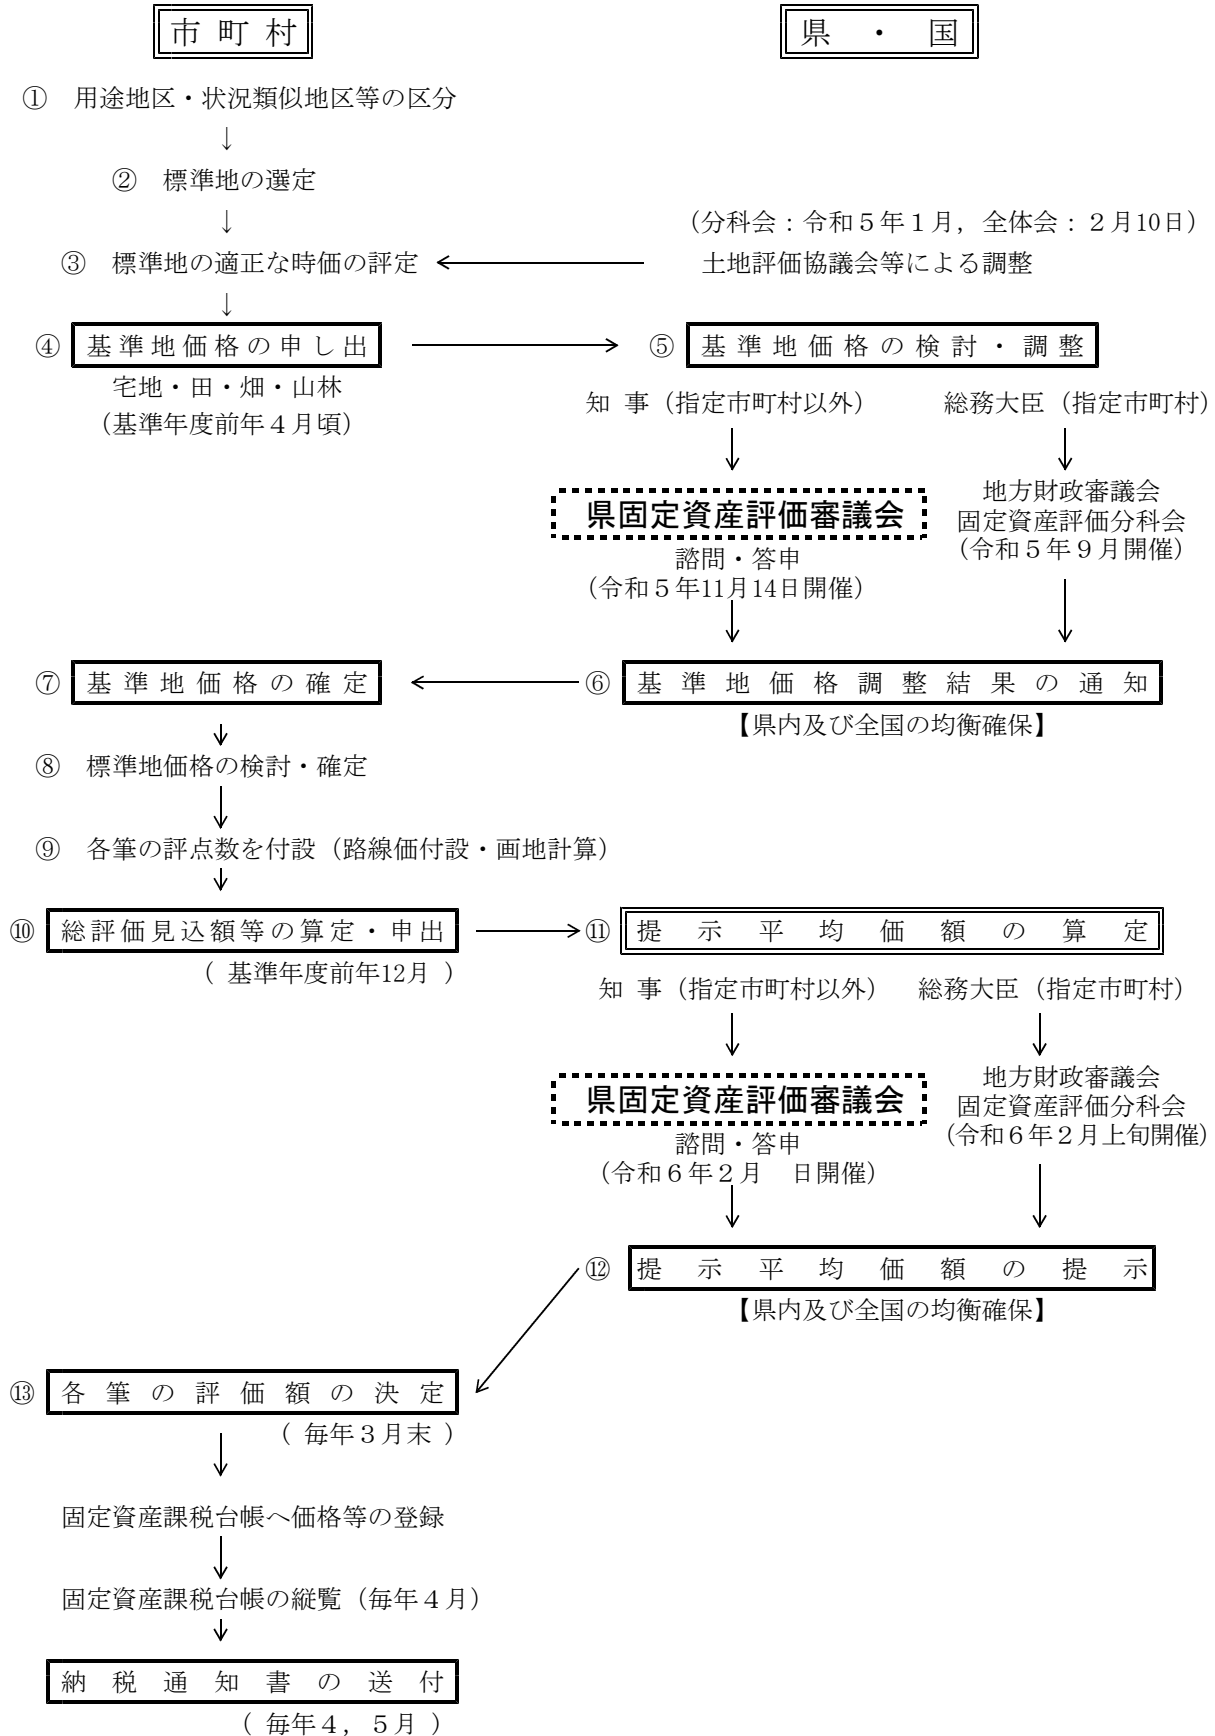 市町村
県・国
① 用途地区・状況類似地区等の区分
↓
② 標準地の選定
↓
(分科会：令和５年１月，全体会：２月10日)
③ 標準地の適正な時価の評定
土地評価協議会等による調整
↓
④ 基準地価格の申し出
⑤ 基準地価格の検討・調整
宅地・田・畑・山林
(基準年度前年４月頃)
知 事（指定市町村以外） 総務大臣（指定市町村）
県固定資産評価審議会
諮問・答申
(令和５年11月14日開催)
地方財政審議会
固定資産評価分科会
(令和５年９月開催)
⑦ 基準地価格の確定
⑥ 基準地価格調整結果の通知
【県内及び全国の均衡確保】
⑧ 標準地価格の検討・確定
⑨ 各筆の評点数を付設（路線価付設・画地計算）
⑩ 総評価見込額等の算定・申出
⑪ 提示平均価額の算定
( 基準年度前年12月 )
知 事（指定市町村以外） 総務大臣（指定市町村）
県固定資産評価審議会
諮問・答申
(令和６年２月　日開催)
地方財政審議会
固定資産評価分科会
(令和６年２月上旬開催)
⑫ 提示平均価額の提示
【県内及び全国の均衡確保】
⑬ 各筆の評価額の決定
( 毎年３月末 )
固定資産課税台帳へ価格等の登録
固定資産課税台帳の縦覧（毎年４月）
納税通知書の送付
( 毎年４，５月 )